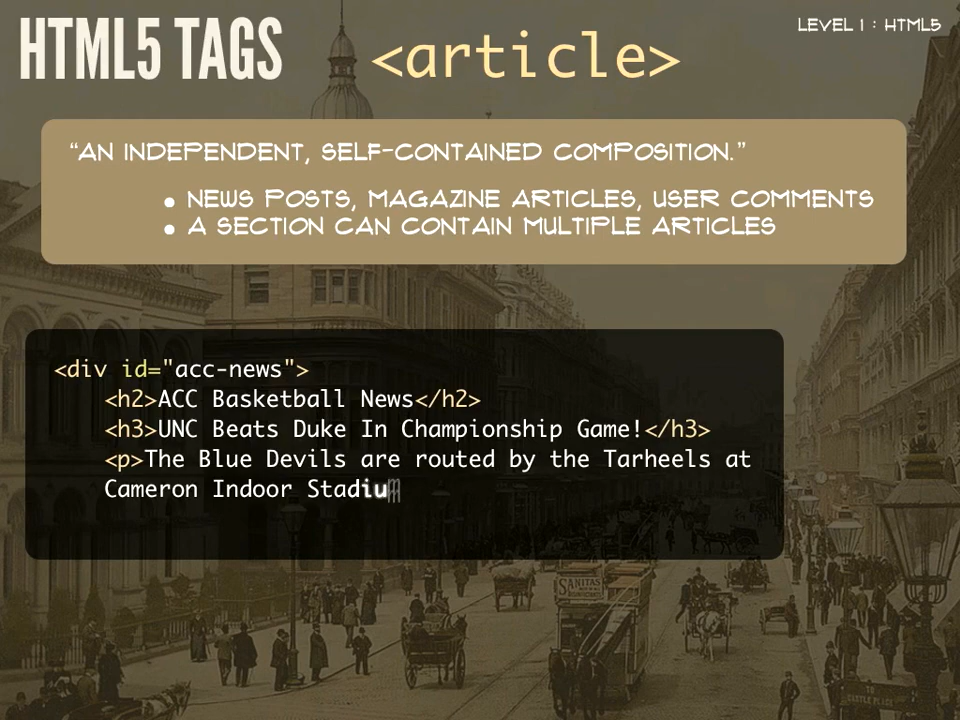 HTML5 TAGS
<article>
LEVEL 1 : HTML5
“AN INDEPENDENT, SELF-CONTAINED COMPOSITION.”
• NEWS POSTS, MAGAZINE ARTICLES, USER COMMENTS
• A SECTION CAN CONTAIN MULTIPLE ARTICLES
<div id="acc-news">
<h2>ACC Basketball News</h2>
<h3>UNC Beats Duke In Championship Game!</h3>
<p>The Blue Devils are routed by the Tarheels at
Cameron Indoor Stadium
SANITAS